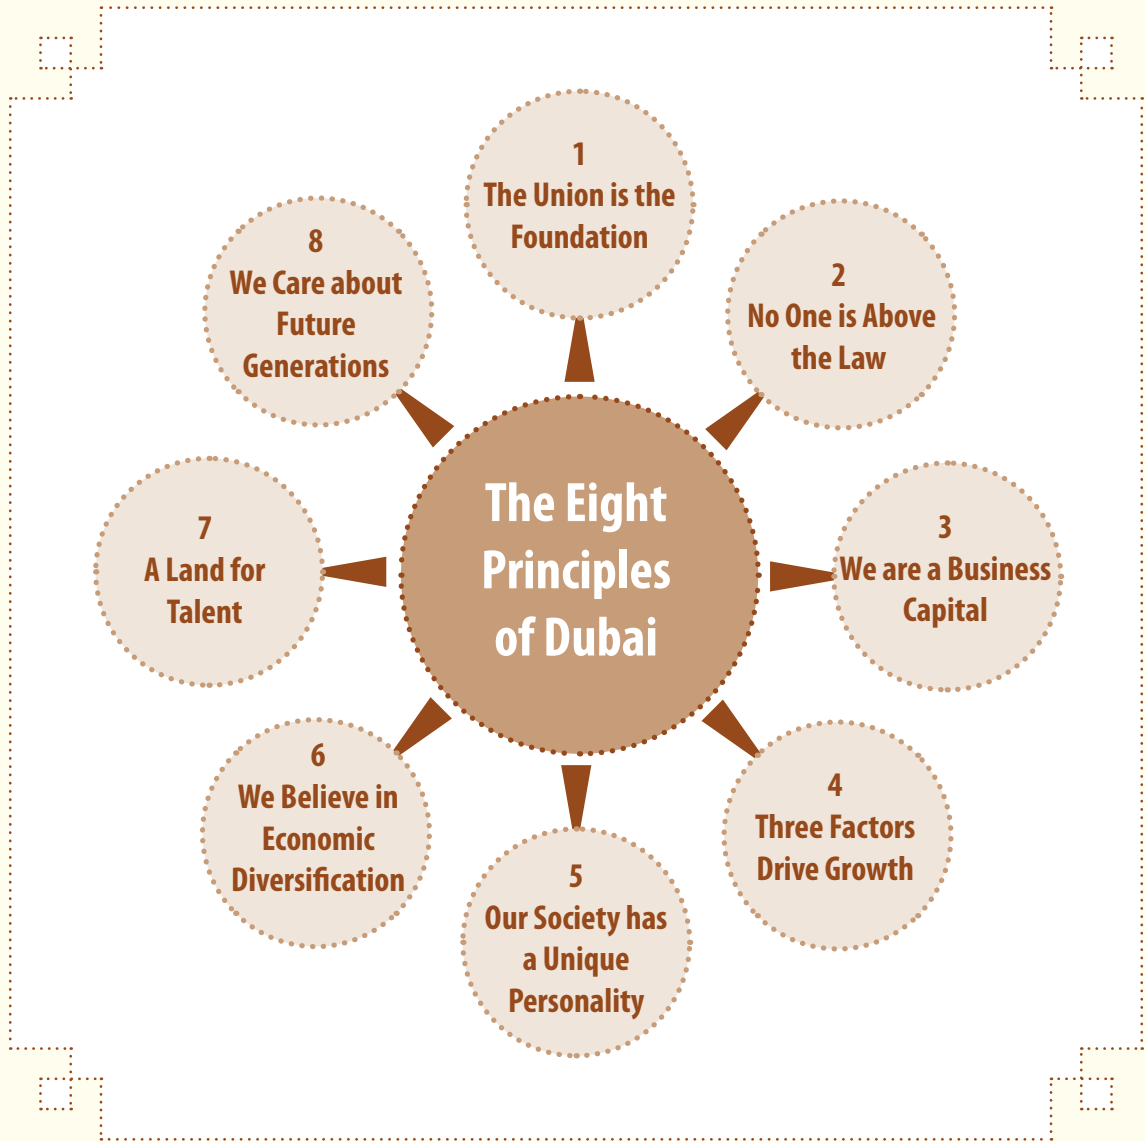 The Eight
Principles
of Dubai
1
The Union is the
Foundation
2
No One is Above
the Law
3
We are a Business
Capital
4
Three Factors
Drive Growth
5
Our Society has
a Unique
Personality
6
We Believe in
Economic
Diversification
7
A Land for
Talent
8
We Care about
Future
Generations